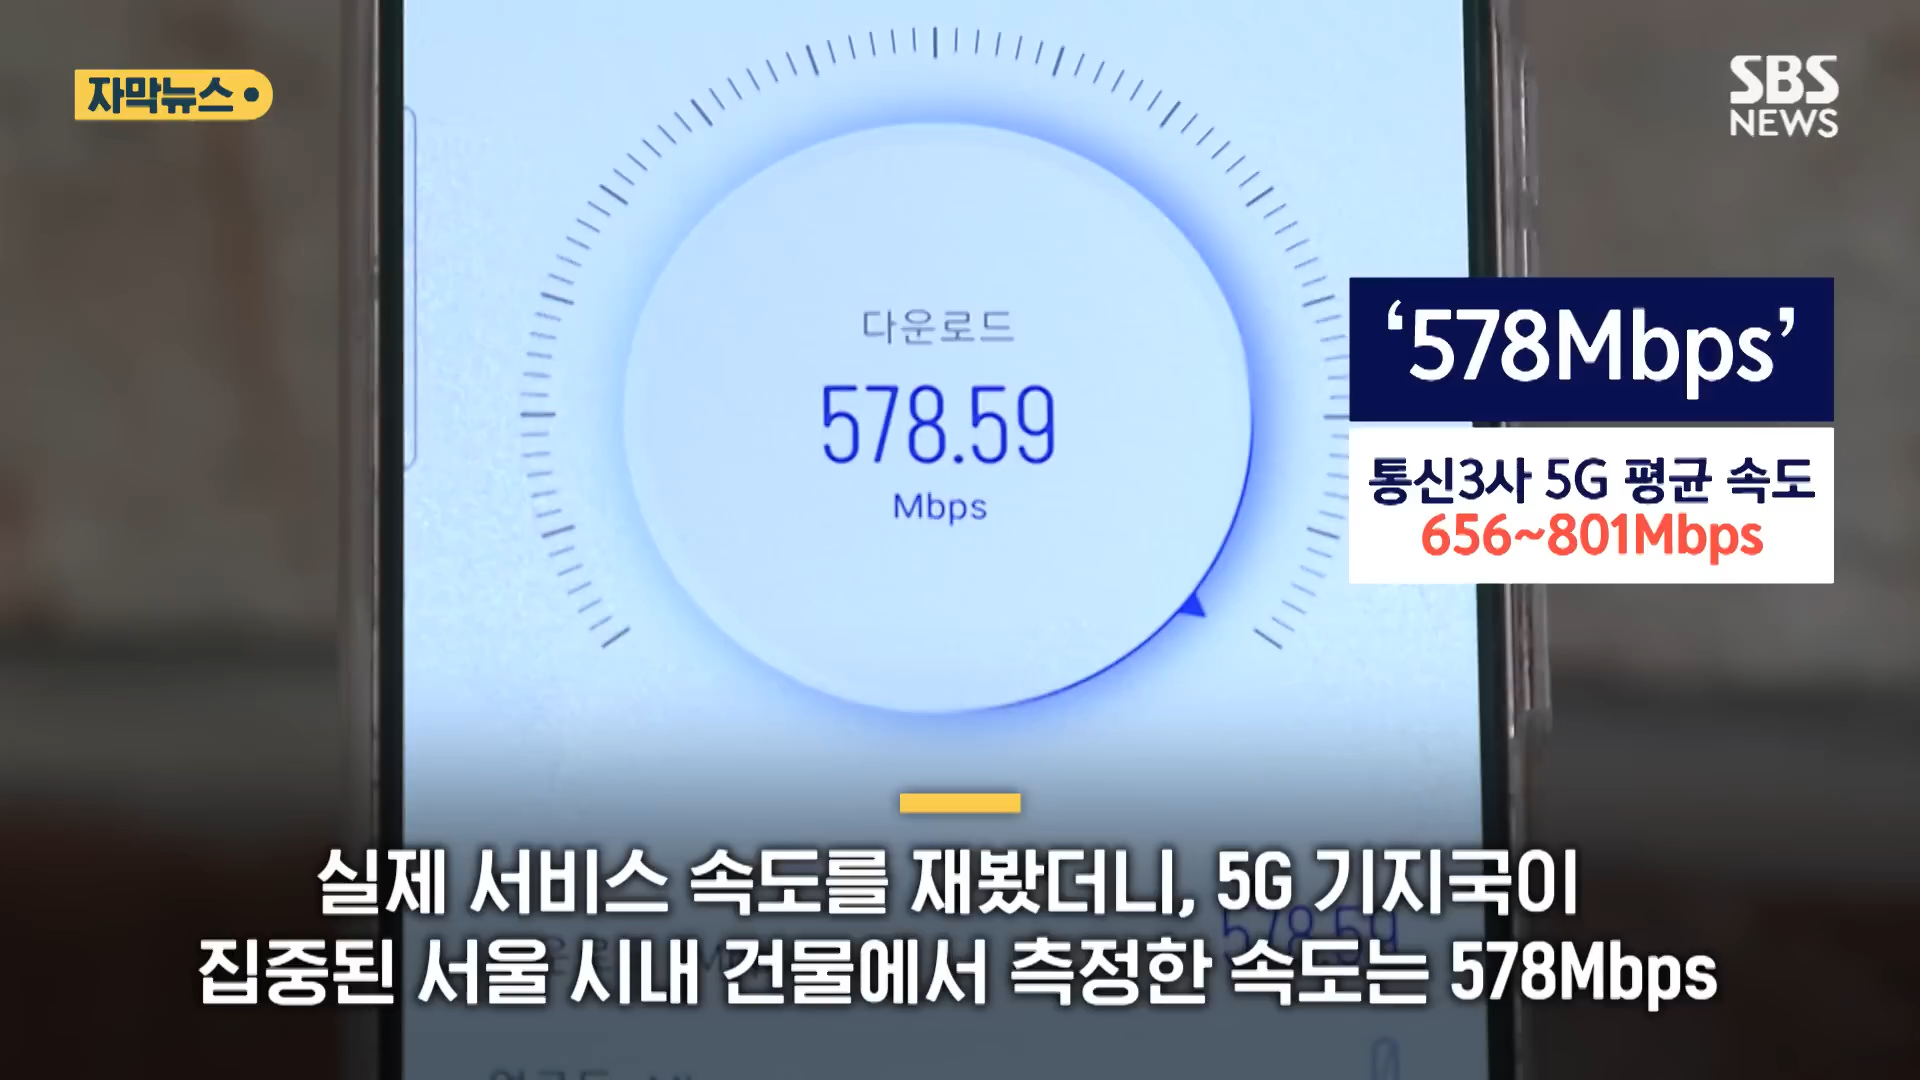 자막뉴스
SBS
NEWS
다운로드
578.59
Mbps
‘578Mbps’
통신3사 5G 평균 속도
656~801Mbps
실제 서비스 속도를 재봤더니, 5G 기지국이
집중된 서울 시내 건물에서 측정한 속도는 578Mbps
578.59
0